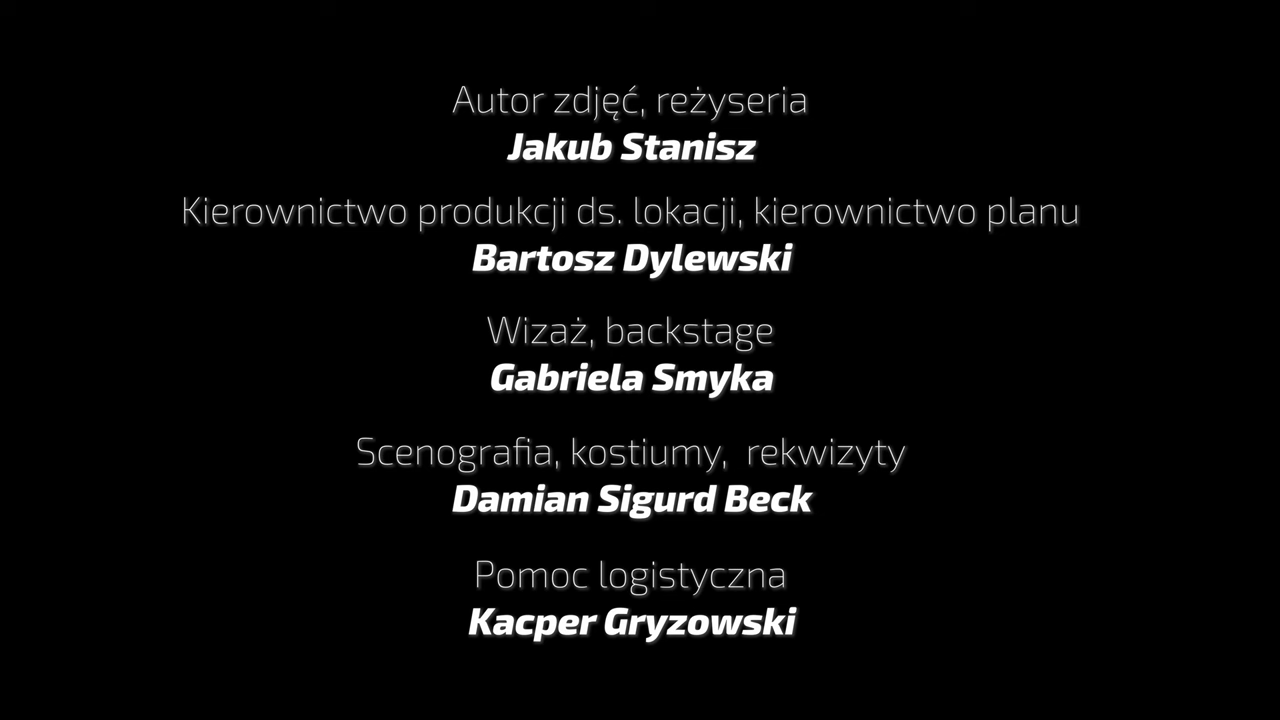 Autor zdjęć, reżyseria
Jakub Stanisz
Kierownictwo produkcji ds. lokacji, kierownictwo planu
Bartosz Dylewski
Wizaż, backstage
Gabriela Smyka
Scenografia, kostiumy, rekwizyty
Damian Sigurd Beck
Pomoc logistyczna
Kacper Gryzowski